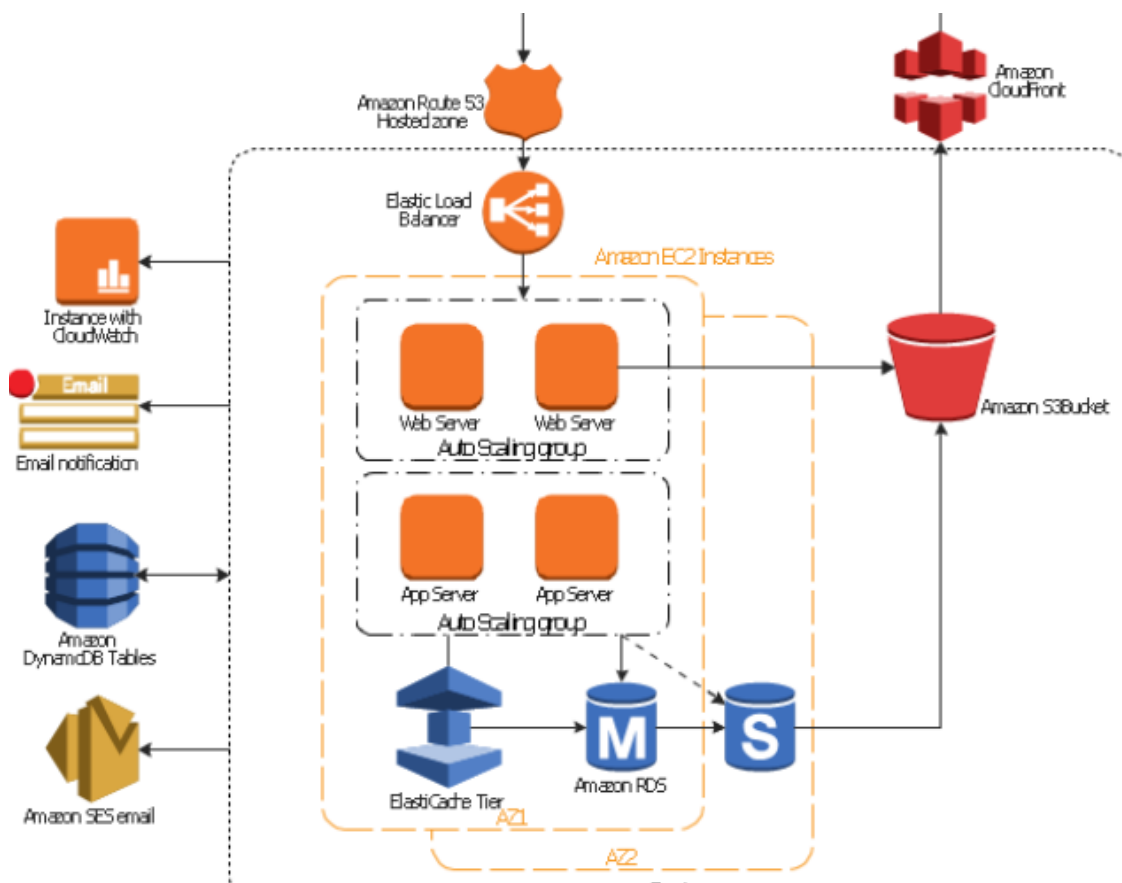 Amazon Route 53
Hosted zone
Amazon
CloudFront
Elastic Load
Balancer
Amazon EC2 Instances
Instance with
CloudWatch
Web Server
Web Server
Auto Scaling group
Amazon S3Bucket
Email
Email notification
App Server
App Server
Auto Scaling group
Amazon
DynamicDB Tables
M
S
Amazon RDS
ElastiCache Tier
Amazon SES email
AZ1
AZ2